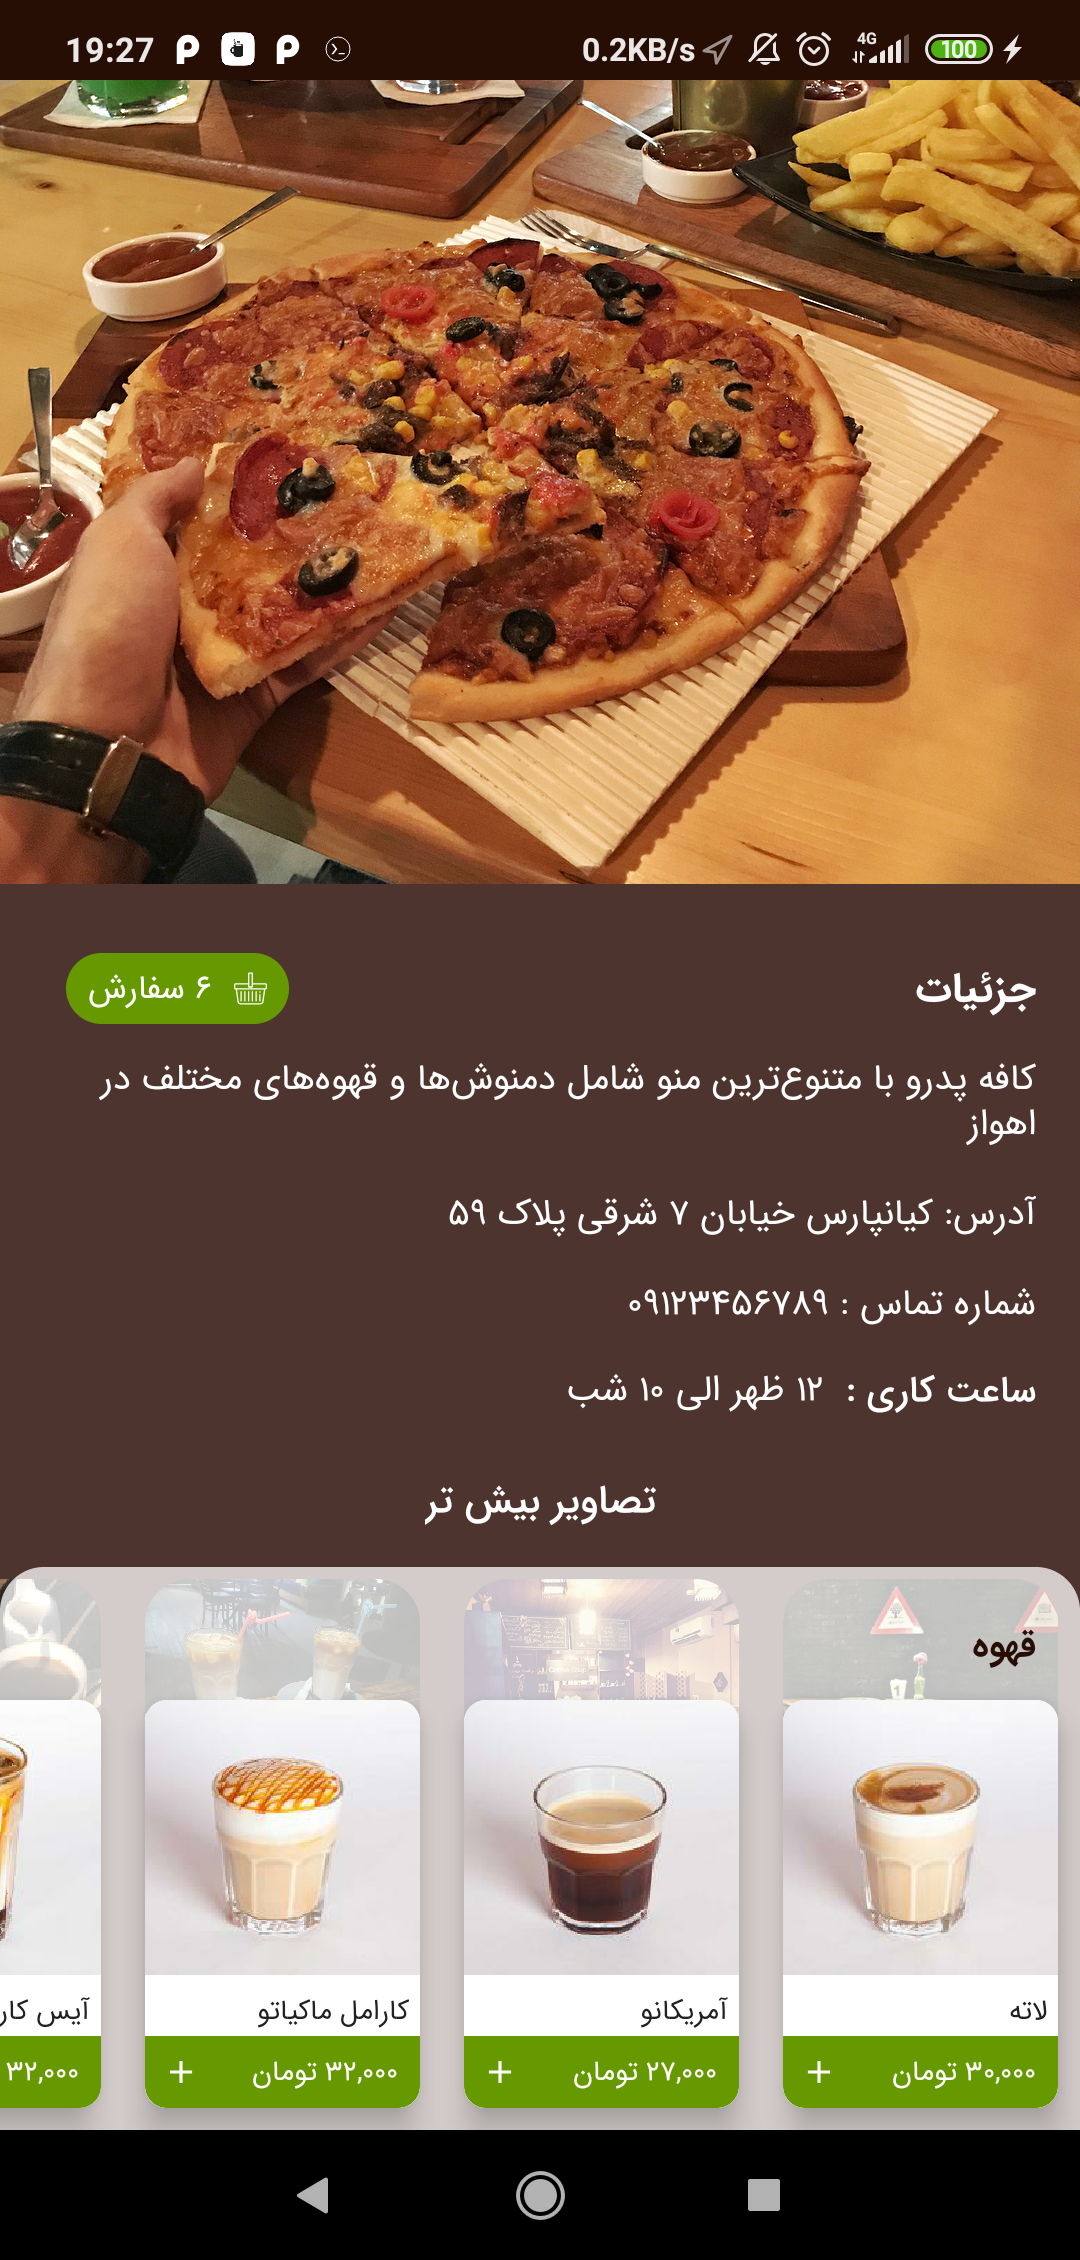 19:27 0.2KB/s 4G 100
جزئیات
۶ سفارش
کافه پدرو با متنوع‌ترین منو شامل دمنوش‌ها و قهوه‌های مختلف در
اهواز
آدرس: کیانپارس خیابان ۷ شرقی پلاک ۵۹
شماره تماس : ۰۹۱۲۳۴۵۶۷۸۹
ساعت کاری : ۱۲ ظهر الی ۱۰ شب
تصاویر بیش تر
قهوه
لاته
۳۰,۰۰۰ تومان +
آمریکانو
۲۷,۰۰۰ تومان +
کارامل ماکیاتو
۳۲,۰۰۰ تومان +
آیس کار
۳۲,۰۰۰